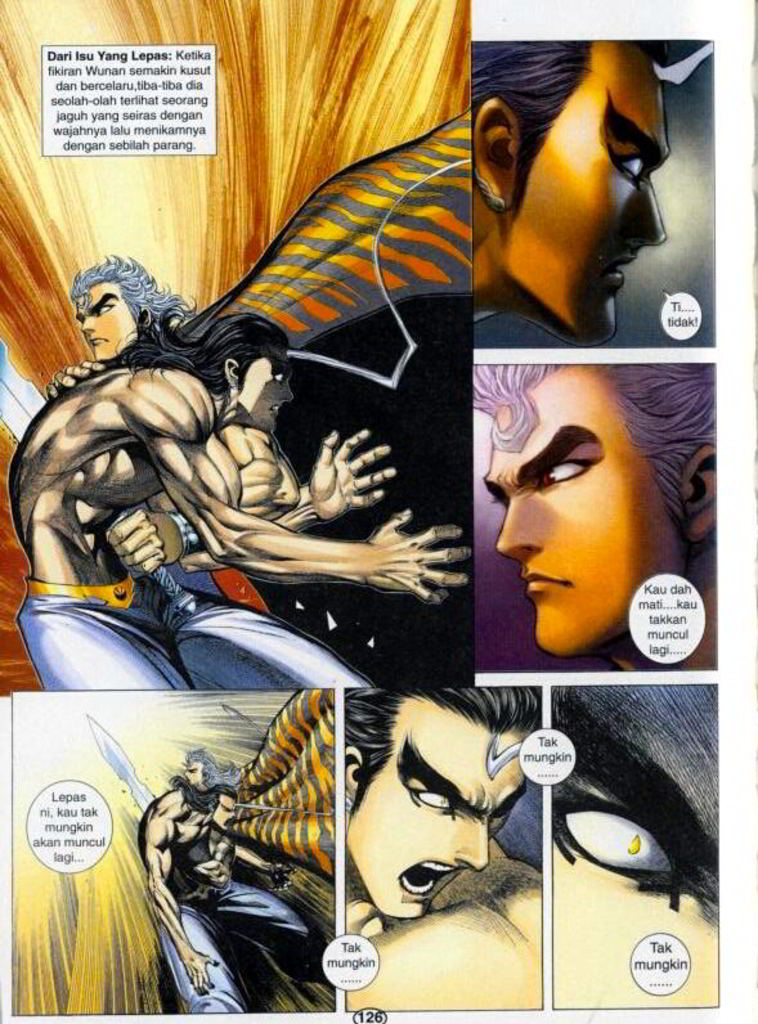 Dari Isu Yang Lepas: Ketika
fikiran Wunan semakin kusut
dan bercelaru,tiba-tiba dia
seolah-olah terlihat seorang
jaguh yang seiras dengan
wajahnya lalu menikamnya
dengan sebilah parang.
Ti....
tidak!
Kau dah
mati....kau
takkan
muncul
lagi.....
Lepas
ni, kau tak
mungkin
akan muncul
lagi...
Tak
mungkin
......
Tak
mungkin
......
Tak
mungkin
......
126